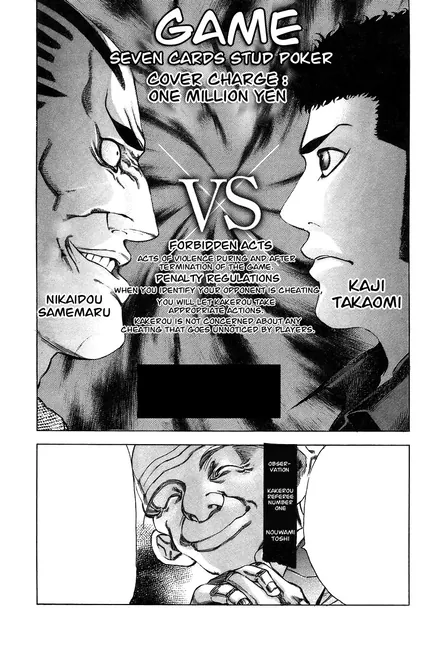 GAME
SEVEN CARDS STUD POKER
COVER CHARGE :
ONE MILLION YEN
VS
FORBIDDEN ACTS
ACTS OF VIOLENCE DURING AND AFTER
TERMINATION OF THE GAME.
PENALTY REGULATIONS
WHEN YOU IDENTIFY YOUR OPPONENT IS CHEATING,
YOU WILL LET KAKEROU TAKE
APPROPRIATE ACTIONS.
KAKEROU IS NOT CONCERNED ABOUT ANY
CHEATING THAT GOES UNNOTICED BY PLAYERS.
NIKAIDOU
SAMEMARU
KAJI
TAKAOMI
OBSER-
VATION
KAKEROU
REFEREE
NUMBER
ONE
NOUWAMI
TOSHI